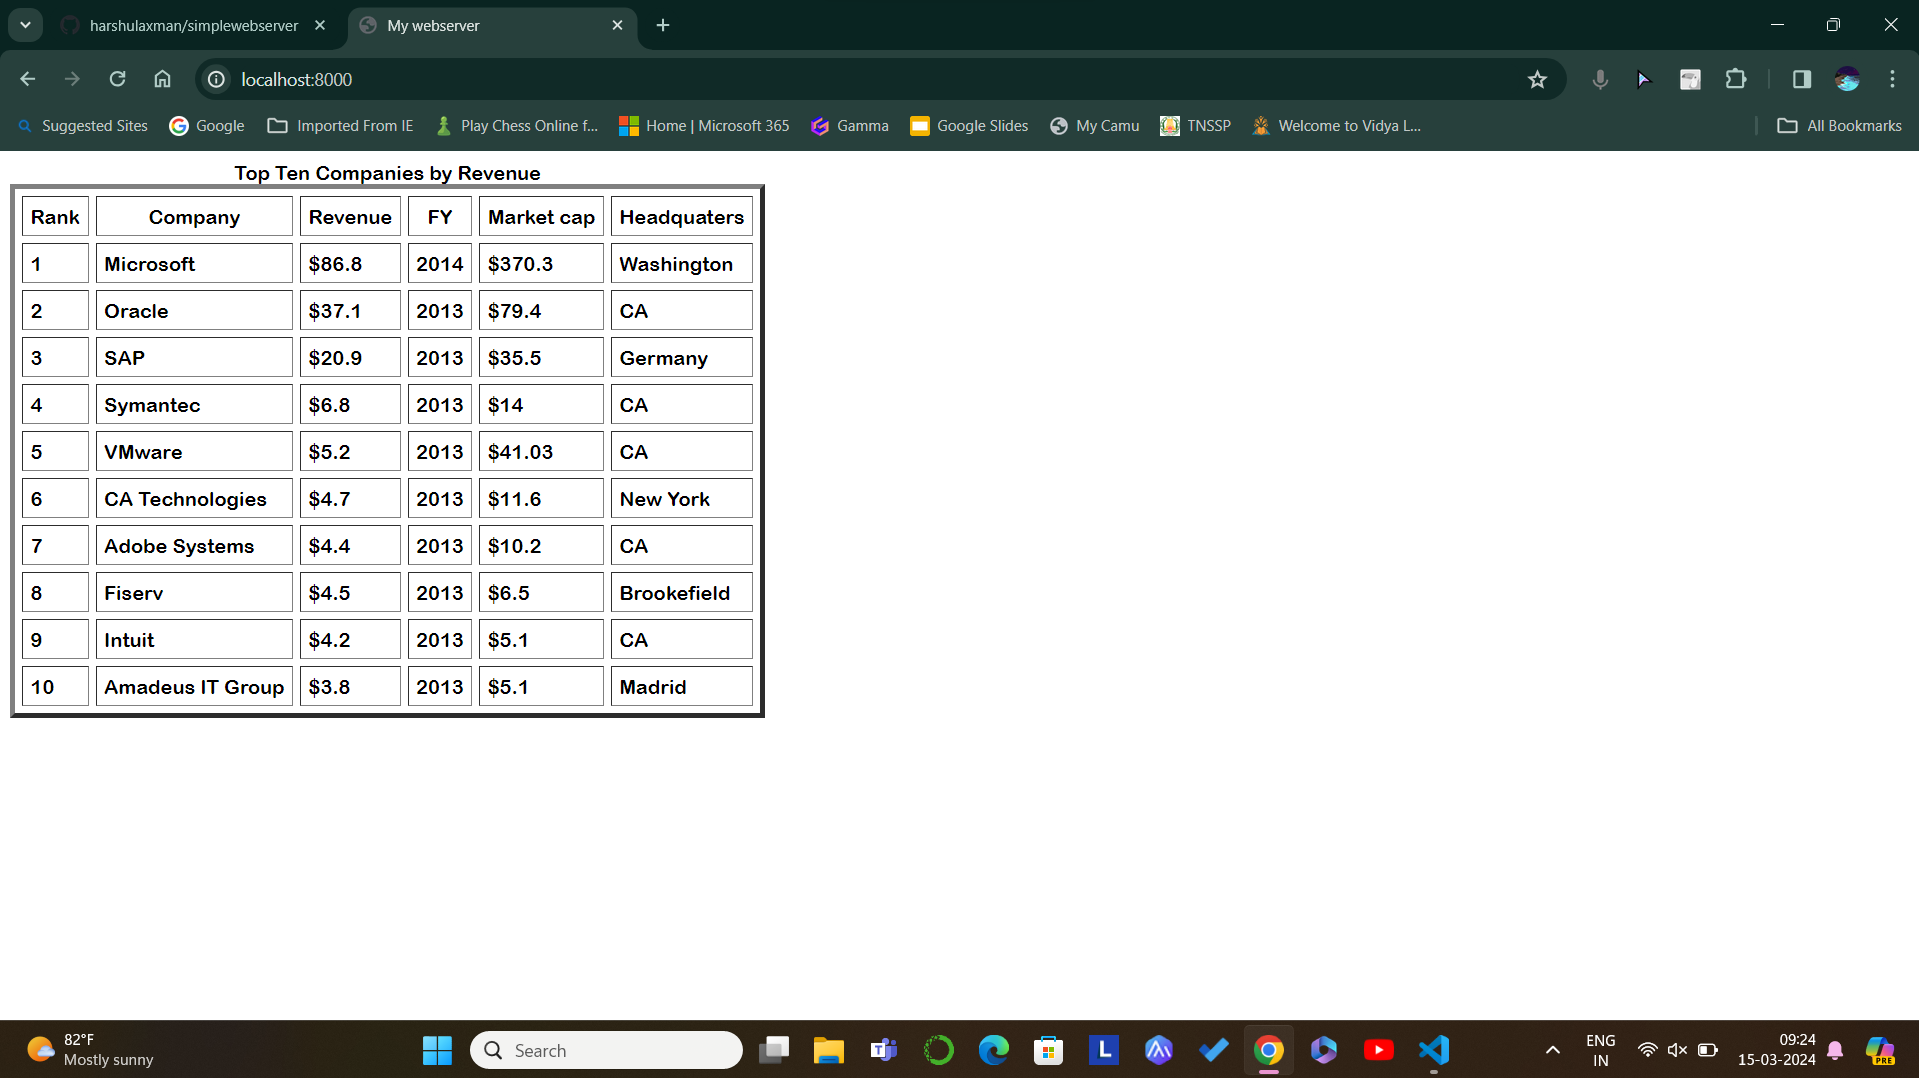 harshulaxman/simplewebserver
My webserver
localhost:8000
Suggested Sites
Google
Imported From IE
Play Chess Online f...
Home | Microsoft 365
Gamma
Google Slides
My Camu
TNSSP
Welcome to Vidya L...
All Bookmarks
Top Ten Companies by Revenue
Rank Company Revenue FY Market cap Headquaters
1 Microsoft $86.8 2014 $370.3 Washington
2 Oracle $37.1 2013 $79.4 CA
3 SAP $20.9 2013 $35.5 Germany
4 Symantec $6.8 2013 $14 CA
5 VMware $5.2 2013 $41.03 CA
6 CA Technologies $4.7 2013 $11.6 New York
7 Adobe Systems $4.4 2013 $10.2 CA
8 Fiserv $4.5 2013 $6.5 Brookefield
9 Intuit $4.2 2013 $5.1 CA
10 Amadeus IT Group $3.8 2013 $5.1 Madrid
82°F
Mostly sunny
Search
L
ENG
IN
09:24
15-03-2024
PRE